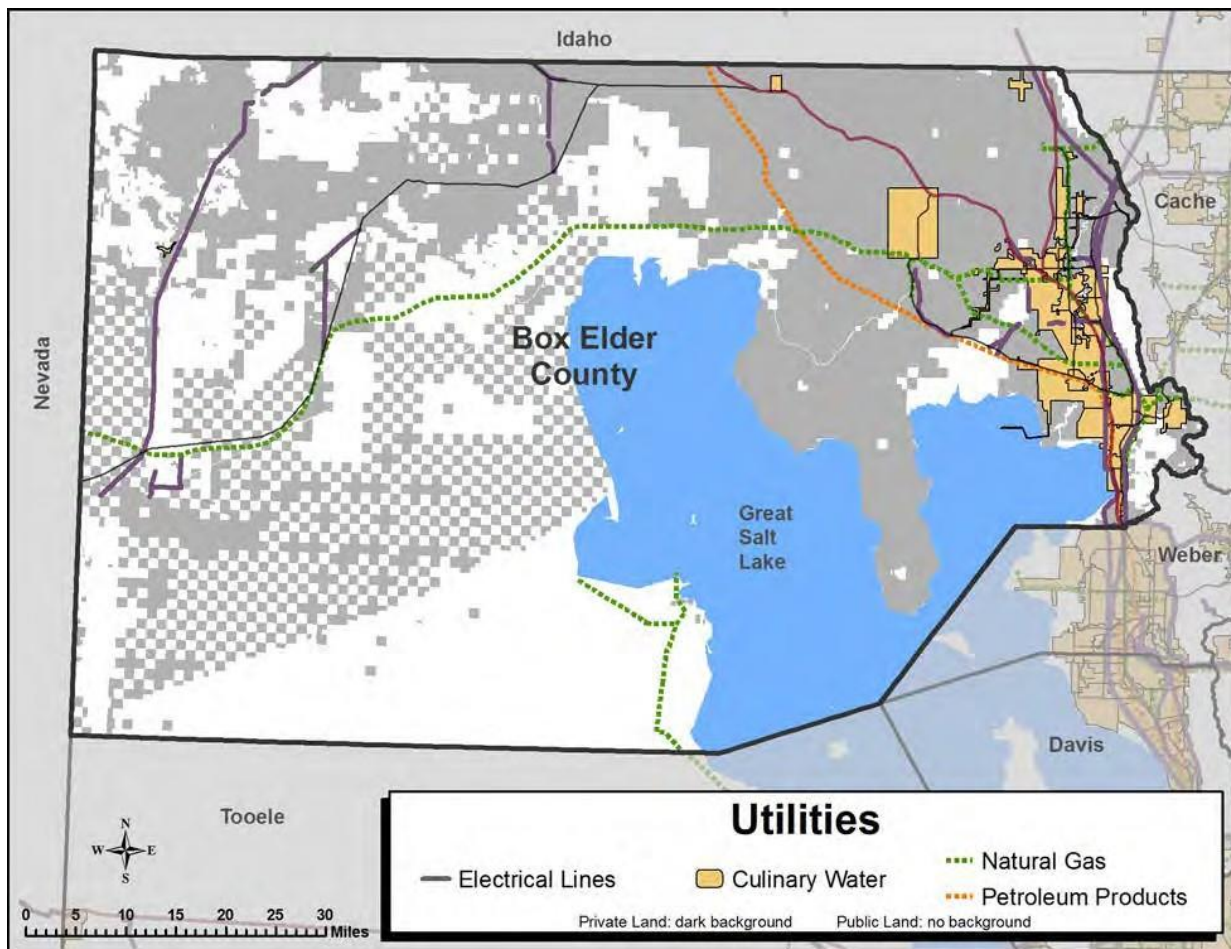 Idaho
Cache
Nevada
Box Elder
County
Great
Salt
Lake
Weber
Davis
Tooele
N
W E
S
0 5 10 15 20 25 30
Miles
Utilities
Electrical Lines
Culinary Water
Natural Gas
Petroleum Products
Private Land: dark background Public Land: no background